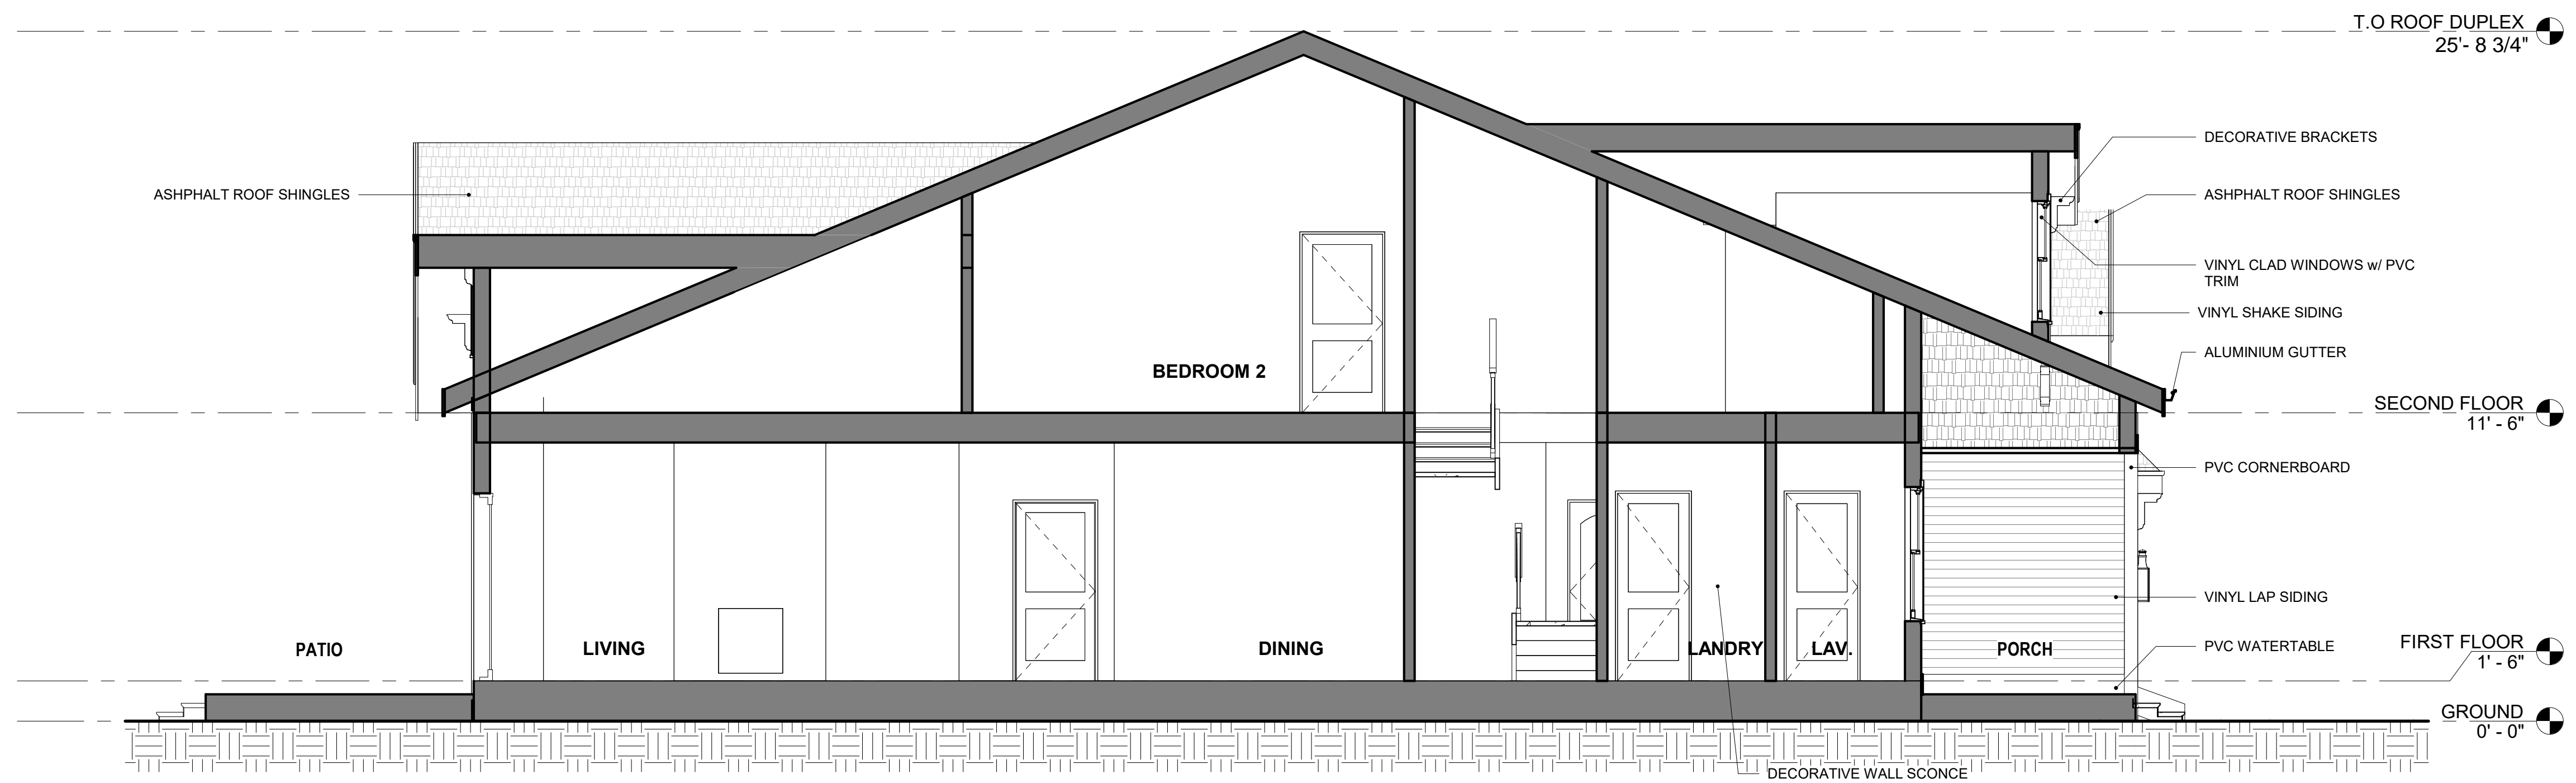 T.O ROOF DUPLEX
25'- 8 3/4"
DECORATIVE BRACKETS
ASHPHALT ROOF SHINGLES
ASHPHALT ROOF SHINGLES
VINYL CLAD WINDOWS w/ PVC
TRIM
VINYL SHAKE SIDING
ALUMINIUM GUTTER
BEDROOM 2
SECOND FLOOR
11' - 6"
PVC CORNERBOARD
VINYL LAP SIDING
PATIO
LIVING
DINING
LANDRY
LAV.
PORCH
PVC WATERTABLE
FIRST FLOOR
1' - 6"
GROUND
0' - 0"
DECORATIVE WALL SCONCE